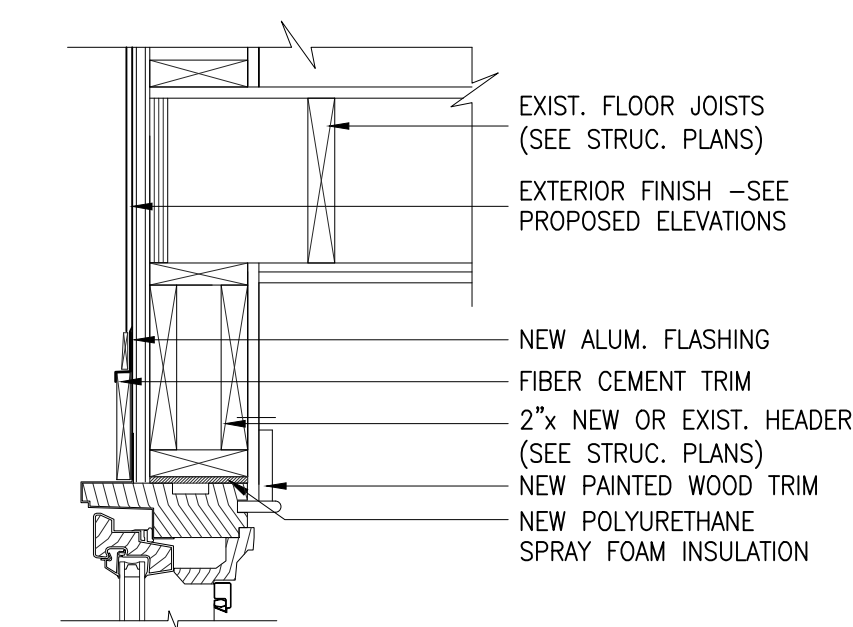 EXIST. FLOOR JOISTS
(SEE STRUC. PLANS)
EXTERIOR FINISH -SEE
PROPOSED ELEVATIONS
NEW ALUM. FLASHING
FIBER CEMENT TRIM
2"x NEW OR EXIST. HEADER
(SEE STRUC. PLANS)
NEW PAINTED WOOD TRIM
NEW POLYURETHANE
SPRAY FOAM INSULATION